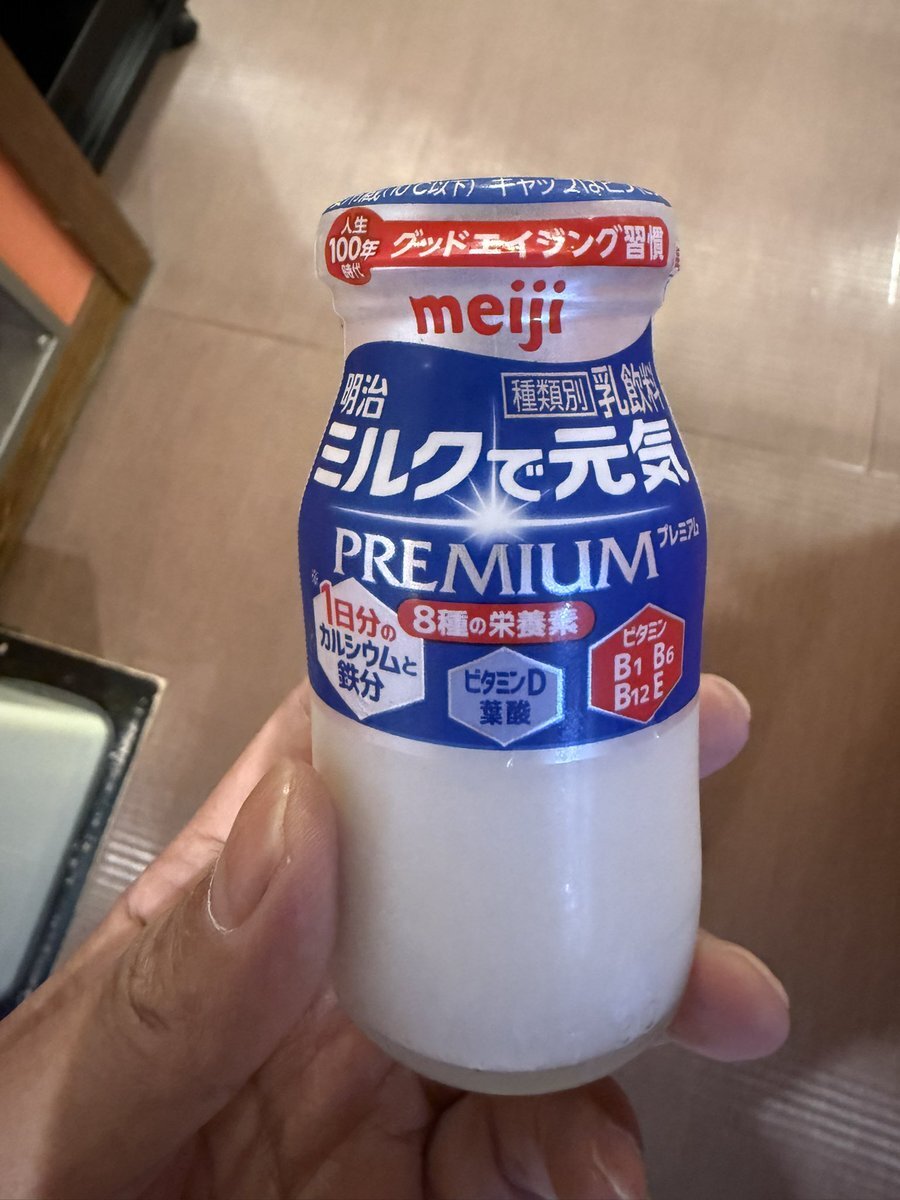 人生
100年
時代
グッドエイジング習慣
meiji
明治
種類別 乳飲料
ミルクで元気
PREMIUM プレミアム
※
1日分の
カルシウムと
鉄分
8種の栄養素
ビタミンD
葉酸
ビタミン
B1 B6
B12 E